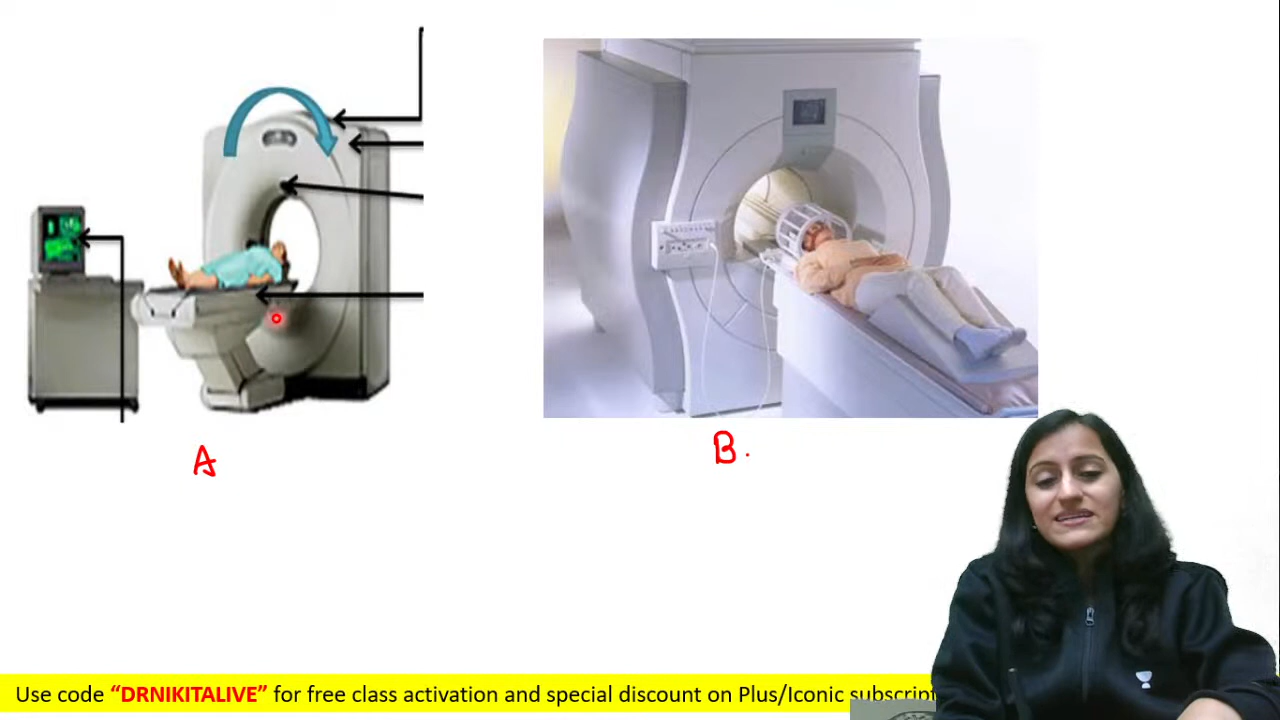 A
B.
Use code “DRNIKITALIVE” for free class activation and special discount on Plus/Iconic